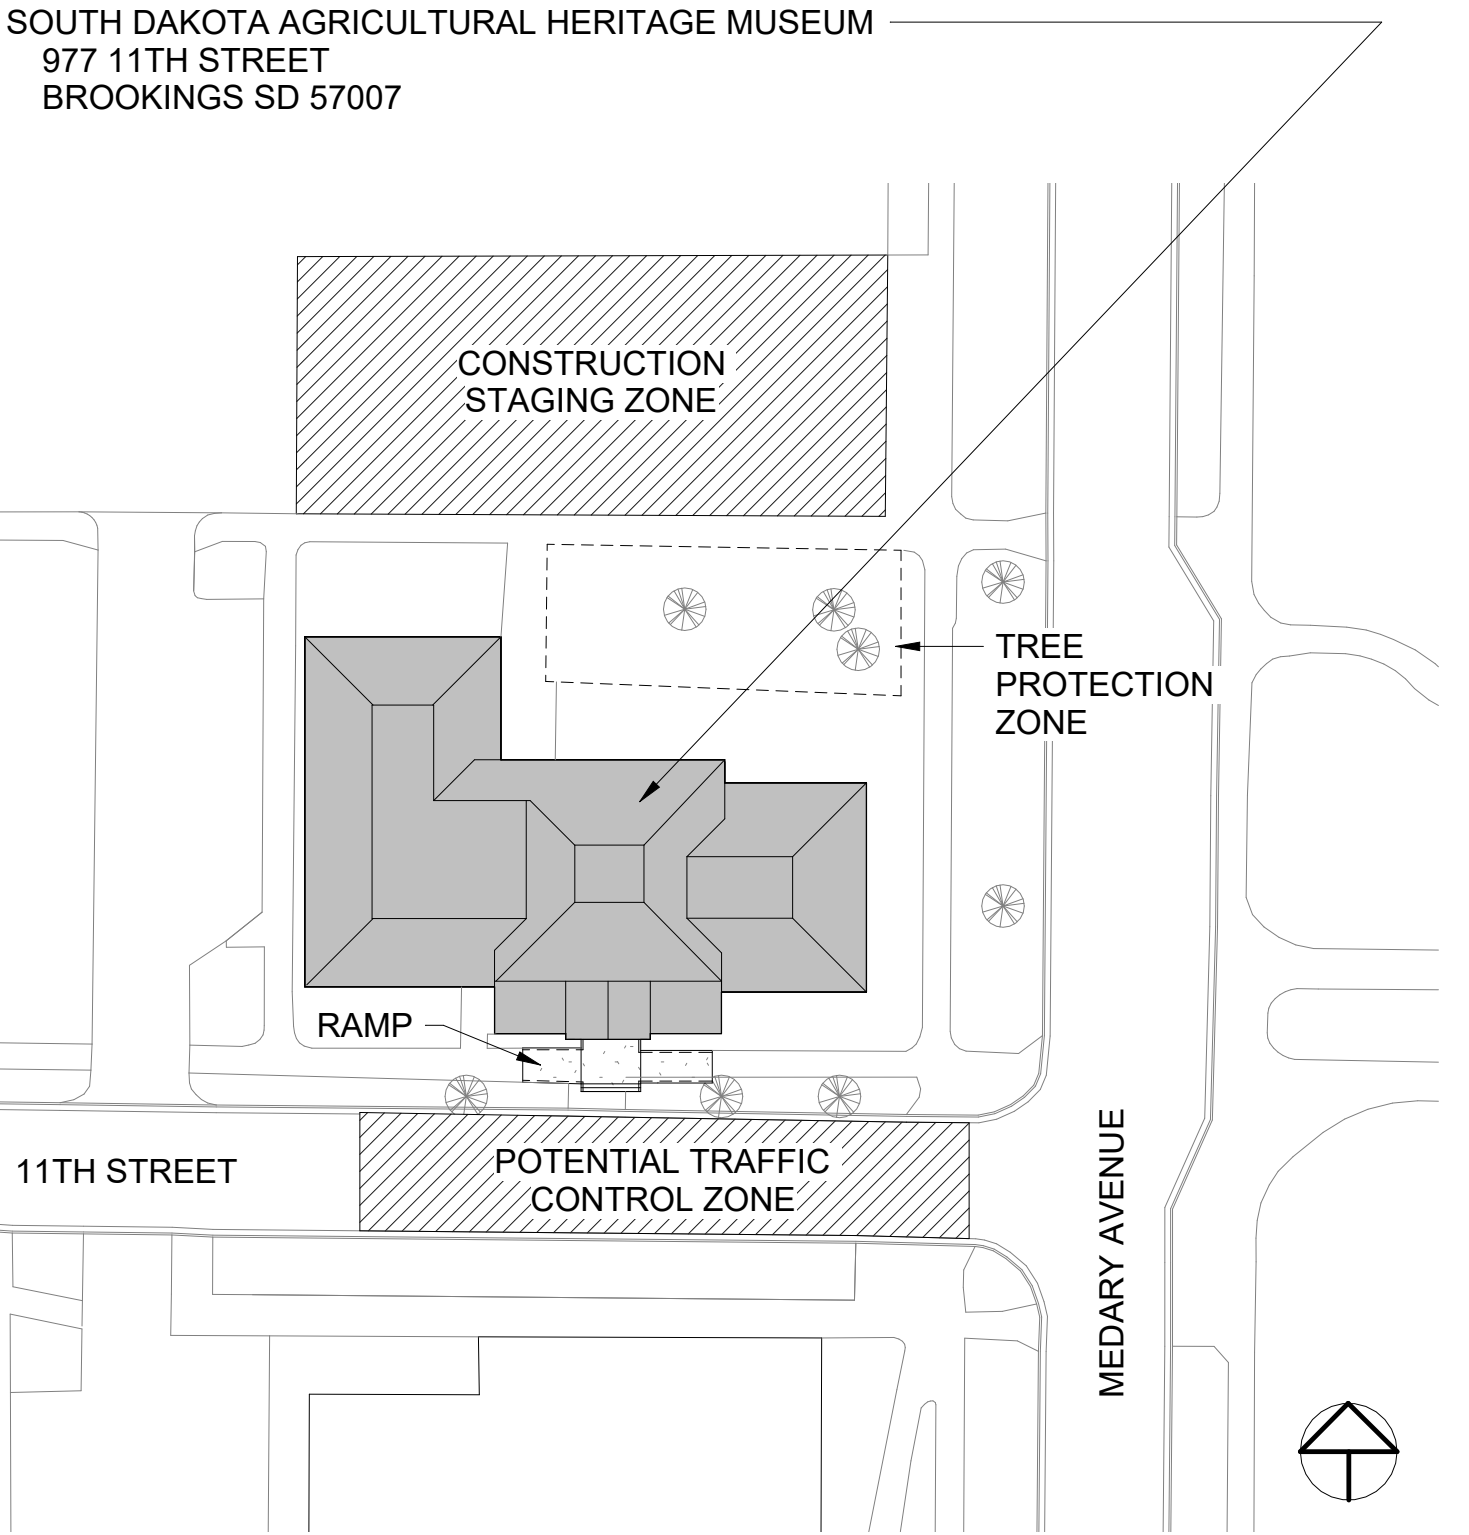 SOUTH DAKOTA AGRICULTURAL HERITAGE MUSEUM
977 11TH STREET
BROOKINGS SD 57007
CONSTRUCTION
STAGING ZONE
TREE
PROTECTION
ZONE
RAMP
11TH STREET
POTENTIAL TRAFFIC
CONTROL ZONE
MEDARY AVENUE